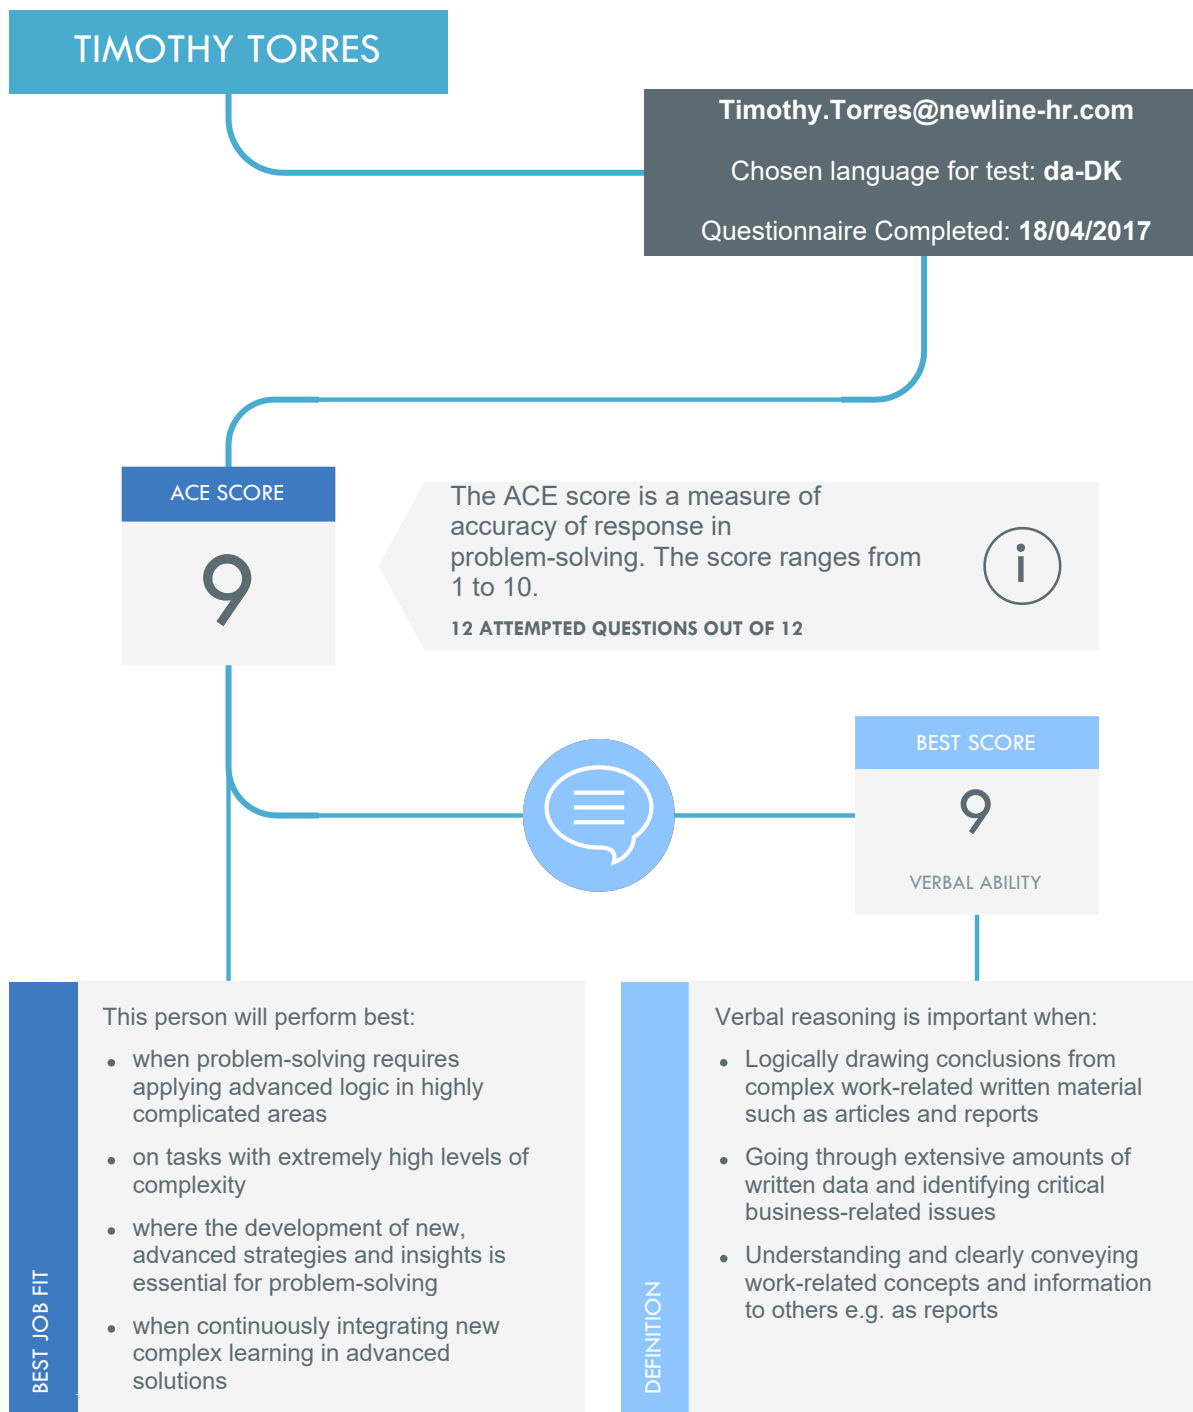 TIMOTHY TORRES
Timothy.Torres@newline-hr.com
Chosen language for test: da-DK
Questionnaire Completed: 18/04/2017
ACE SCORE
9
The ACE score is a measure of
accuracy of response in
problem-solving. The score ranges from
1 to 10.
12 ATTEMPTED QUESTIONS OUT OF 12
i
BEST SCORE
9
VERBAL ABILITY
BEST JOB FIT
This person will perform best:
• when problem-solving requires
applying advanced logic in highly
complicated areas
• on tasks with extremely high levels of
complexity
• where the development of new,
advanced strategies and insights is
essential for problem-solving
• when continuously integrating new
complex learning in advanced
solutions
DEFINITION
Verbal reasoning is important when:
• Logically drawing conclusions from
complex work-related written material
such as articles and reports
• Going through extensive amounts of
written data and identifying critical
business-related issues
• Understanding and clearly conveying
work-related concepts and information
to others e.g. as reports